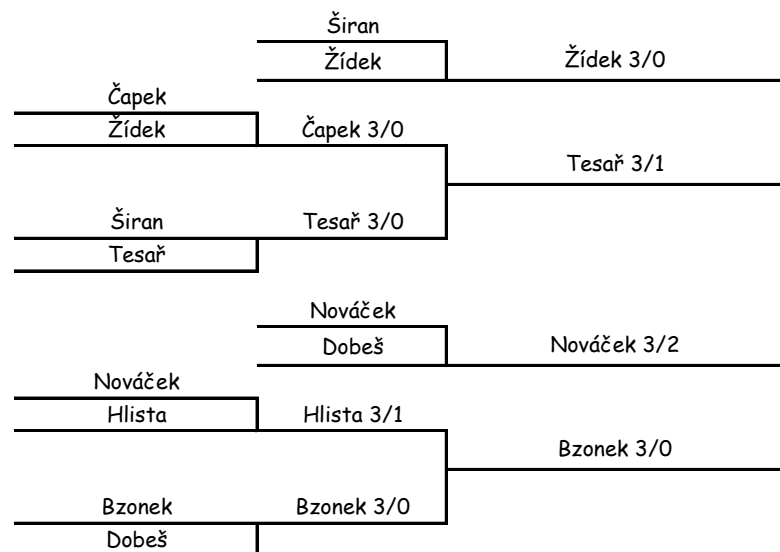 Širan
Žídek Žídek 3/0
Čapek
Žídek Čapek 3/0
Tesař 3/1
Širan Tesař 3/0
Tesař
Nováček
Dobeš Nováček 3/2
Nováček
Hlista Hlista 3/1
Bzonek 3/0
Bzonek Bzonek 3/0
Dobeš